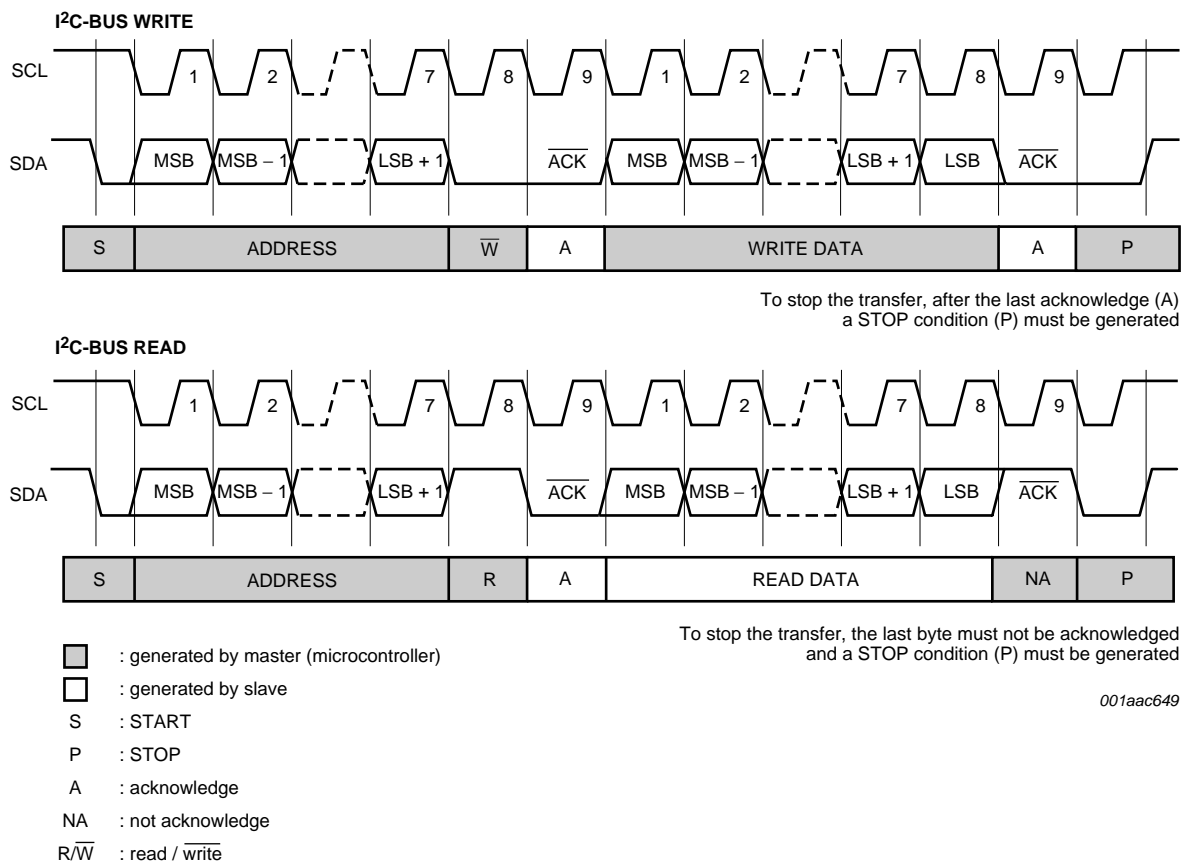 I²C-BUS WRITE
SCL 1 2 7 8 9 1 2 7 8 9
SDA MSB MSB − 1 LSB + 1 A̅C̅K̅ MSB MSB − 1 LSB + 1 LSB A̅C̅K̅
S ADDRESS W̅ A WRITE DATA A P
To stop the transfer, after the last acknowledge (A)
a STOP condition (P) must be generated
I²C-BUS READ
SCL 1 2 7 8 9 1 2 7 8 9
SDA MSB MSB − 1 LSB + 1 A̅C̅K̅ MSB MSB − 1 LSB + 1 LSB A̅C̅K̅
S ADDRESS R A READ DATA NA P
To stop the transfer, the last byte must not be acknowledged
and a STOP condition (P) must be generated
: generated by master (microcontroller)
: generated by slave
001aac649
S : START
P : STOP
A : acknowledge
NA : not acknowledge
R/W̅ : read / w̅r̅i̅t̅e̅